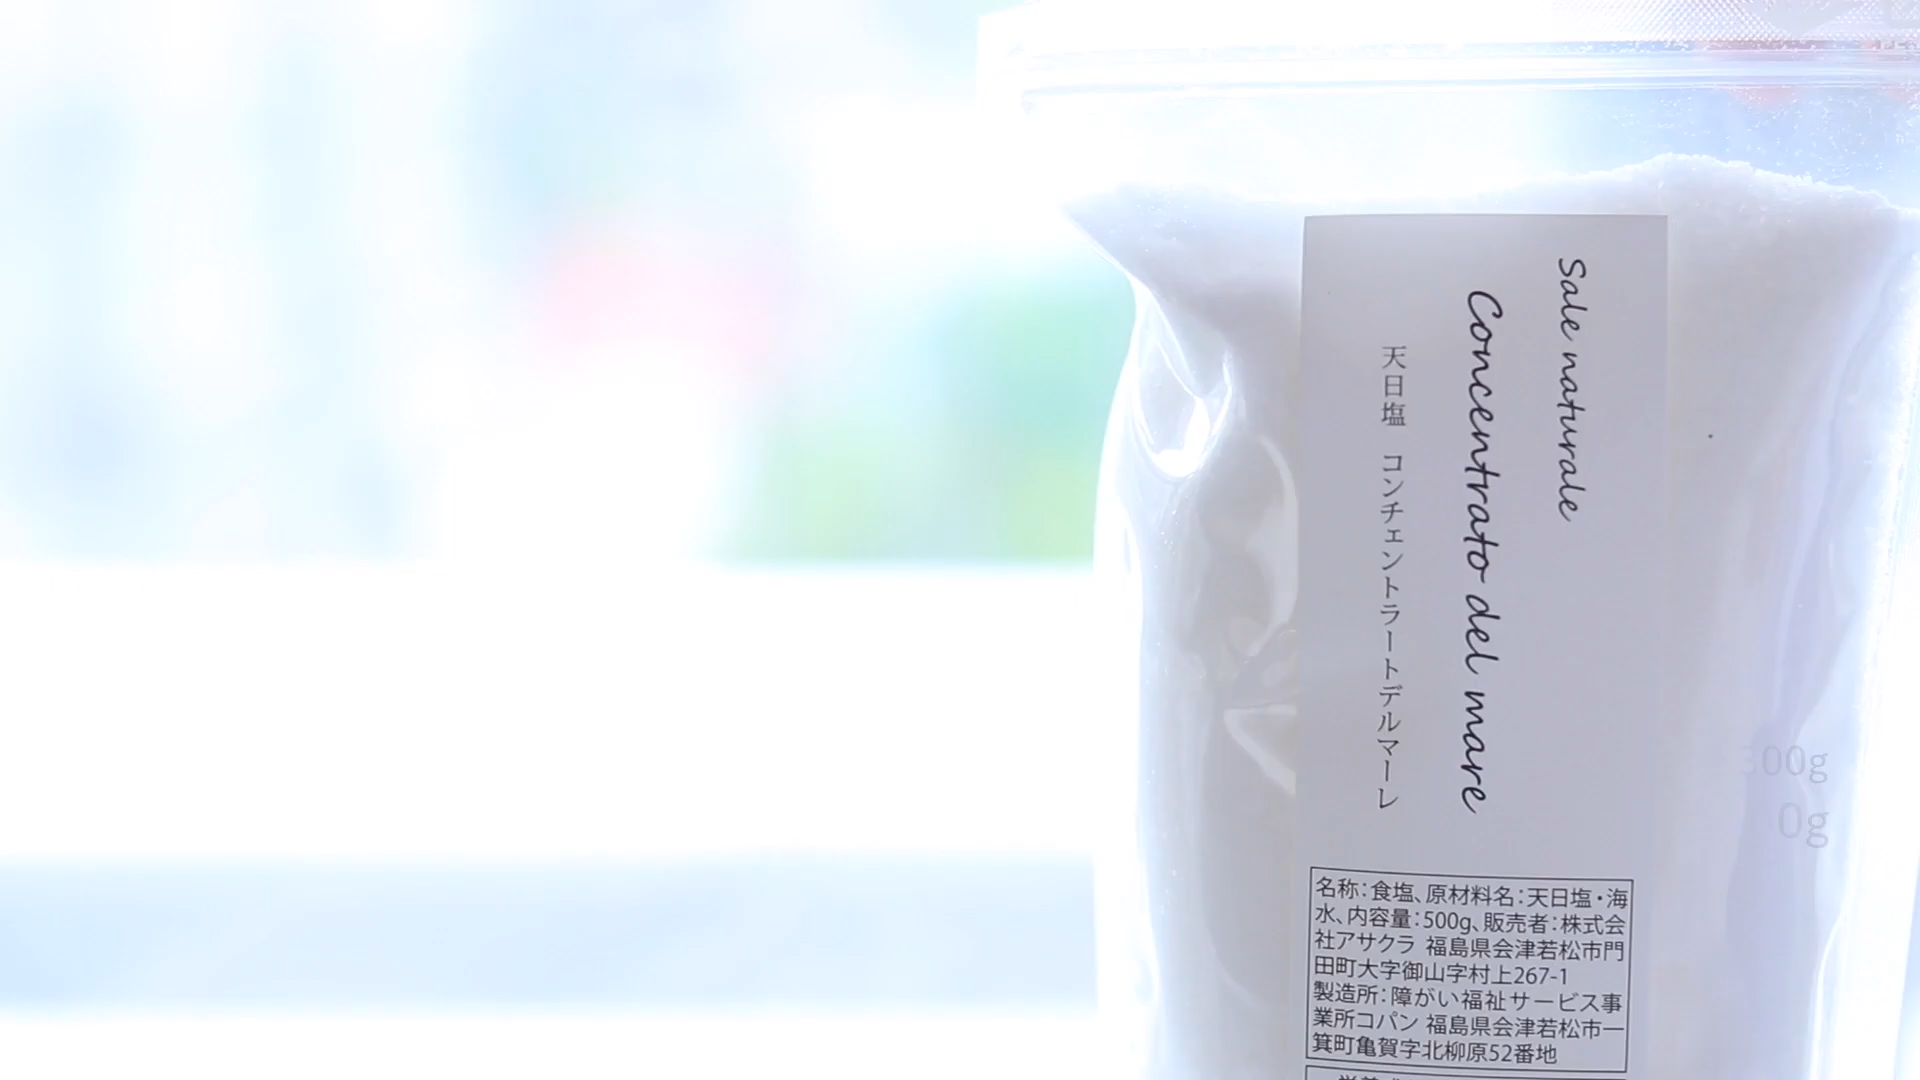 Sale naturale
Concentrato del mare
天日塩 コンチェントラートデルマーレ
名称:食塩、原材料名:天日塩・海
水、内容量:500g、販売者:株式会
社アサクラ 福島県会津若松市門
田町大字御山字村上267-1
製造所:障がい福祉サービス事
業所コパン 福島県会津若松市一
箕町亀賀字北柳原52番地
300g
0g